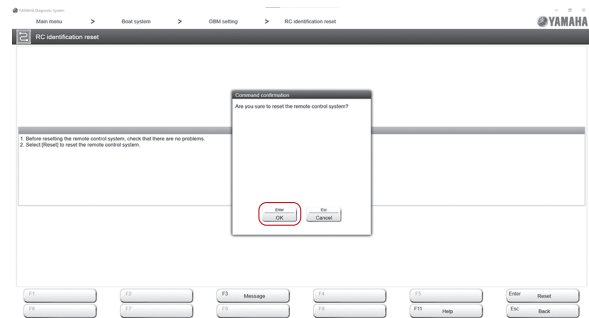 YAMAHA Diagnostic System
Main menu > Boat system > OBM setting > RC identification reset
YAMAHA
RC identification reset
Command confirmation
Are you sure to reset the remote control system?
1. Before resetting the remote control system, check that there are no problems.
2. Select [Reset] to reset the remote control system.
Enter
OK
Esc
Cancel
F1 F2 F3 Message F4 F5 Enter Reset
F6 F7 F8 F9 F11 Help Esc Back